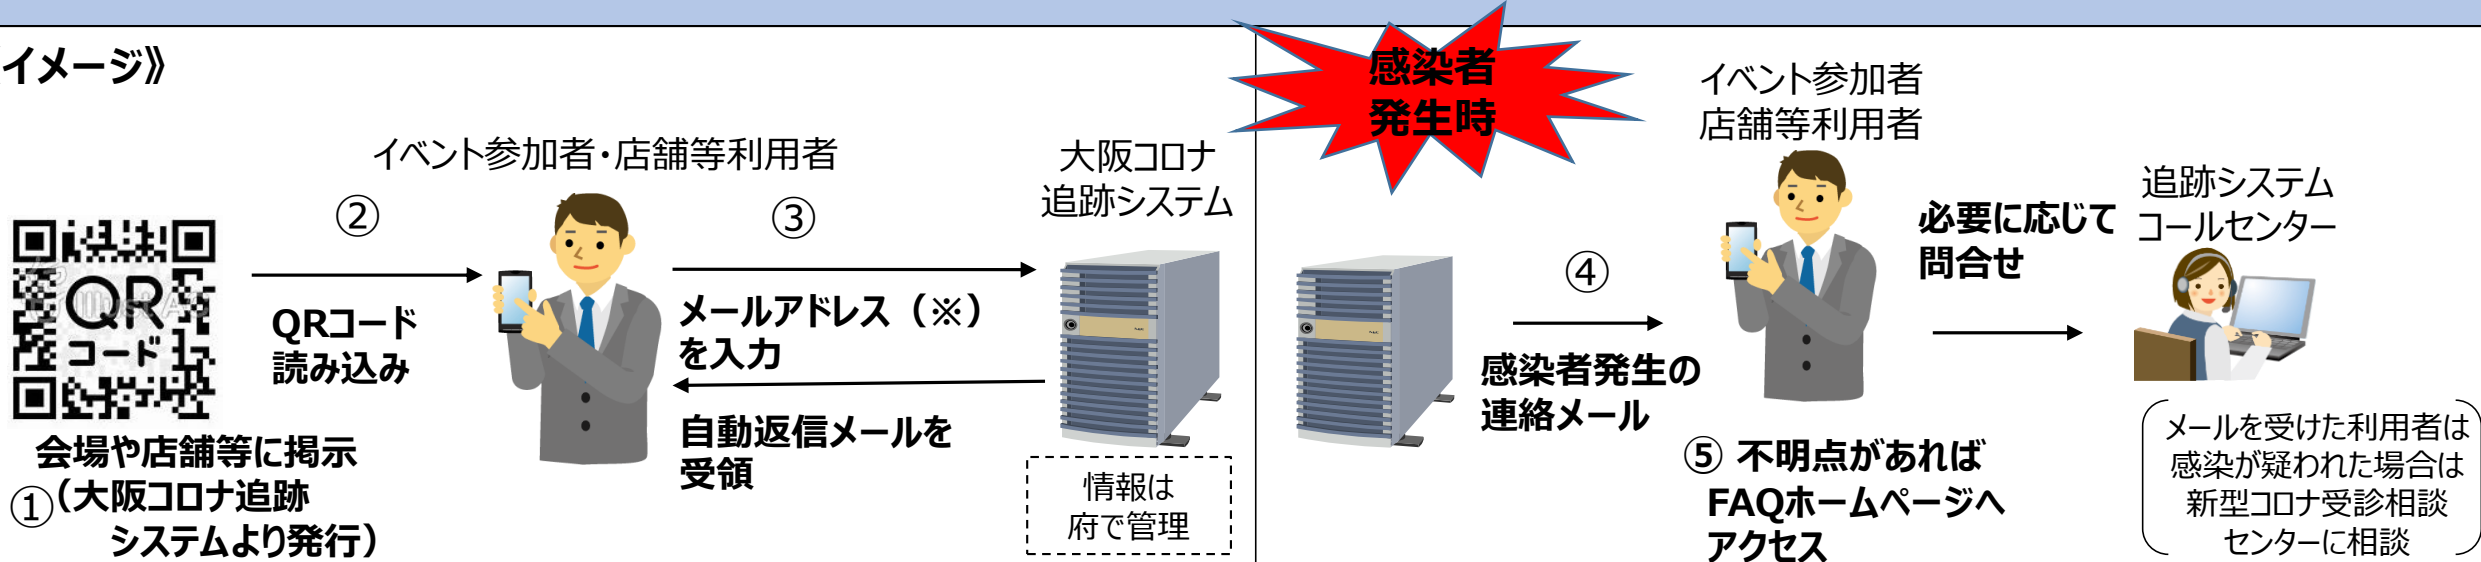 イメージ》
イベント参加者・店舗等利用者
②
QRコード
読み込み
QR
コード
会場や店舗等に掲示
①(大阪コロナ追跡
システムより発行)
③
メールアドレス(※)
を入力
自動返信メールを
受領
大阪コロナ
追跡システム
情報は
府で管理
感染者
発生時
④
感染者発生の
連絡メール
イベント参加者
店舗等利用者
⑤ 不明点があれば
FAQホームページへ
アクセス
必要に応じて
問合せ
追跡システム
コールセンター
メールを受けた利用者は
感染が疑われた場合は
新型コロナ受診相談
センターに相談